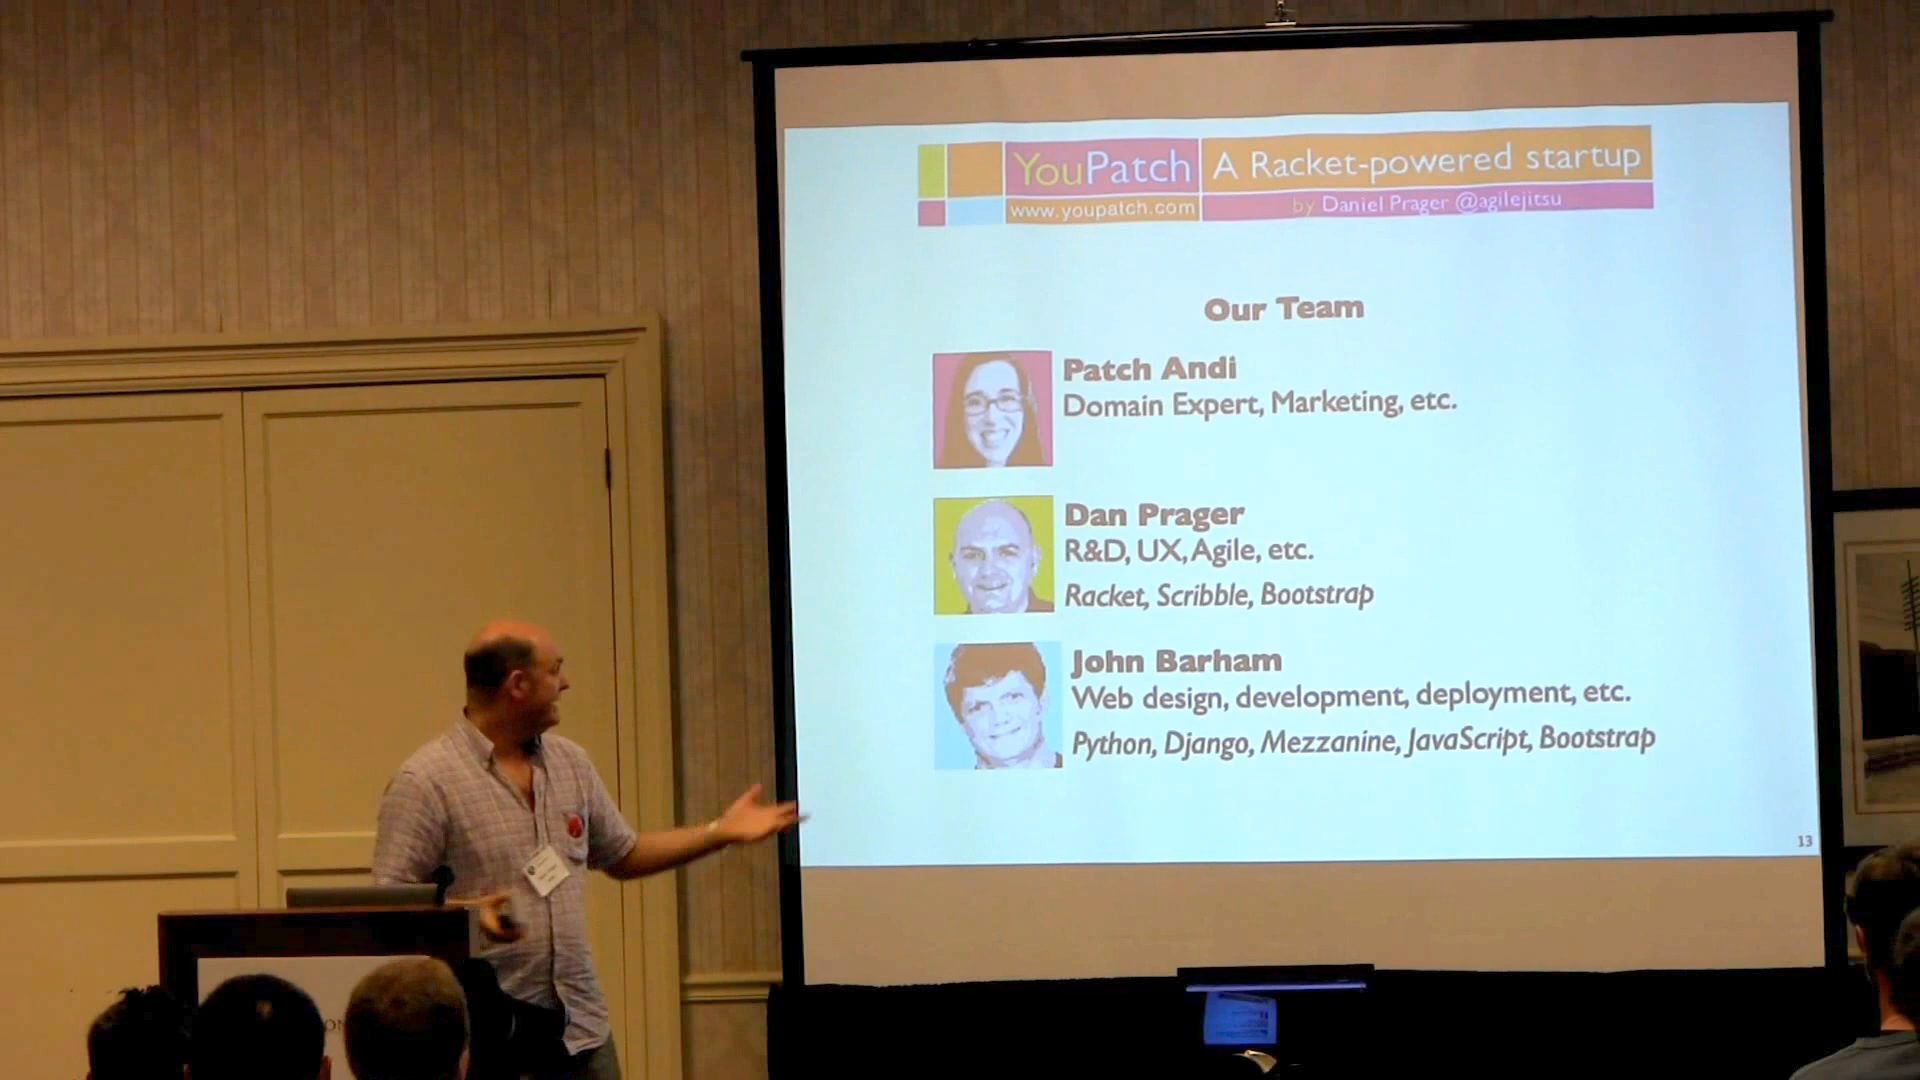 YouPatch
A Racket-powered startup
www.youpatch.com
by Daniel Prager @agilejitsu
Our Team
Patch Andi
Domain Expert, Marketing, etc.
Dan Prager
R&D, UX, Agile, etc.
Racket, Scribble, Bootstrap
John Barham
Web design, development, deployment, etc.
Python, Django, Mezzanine, JavaScript, Bootstrap
13